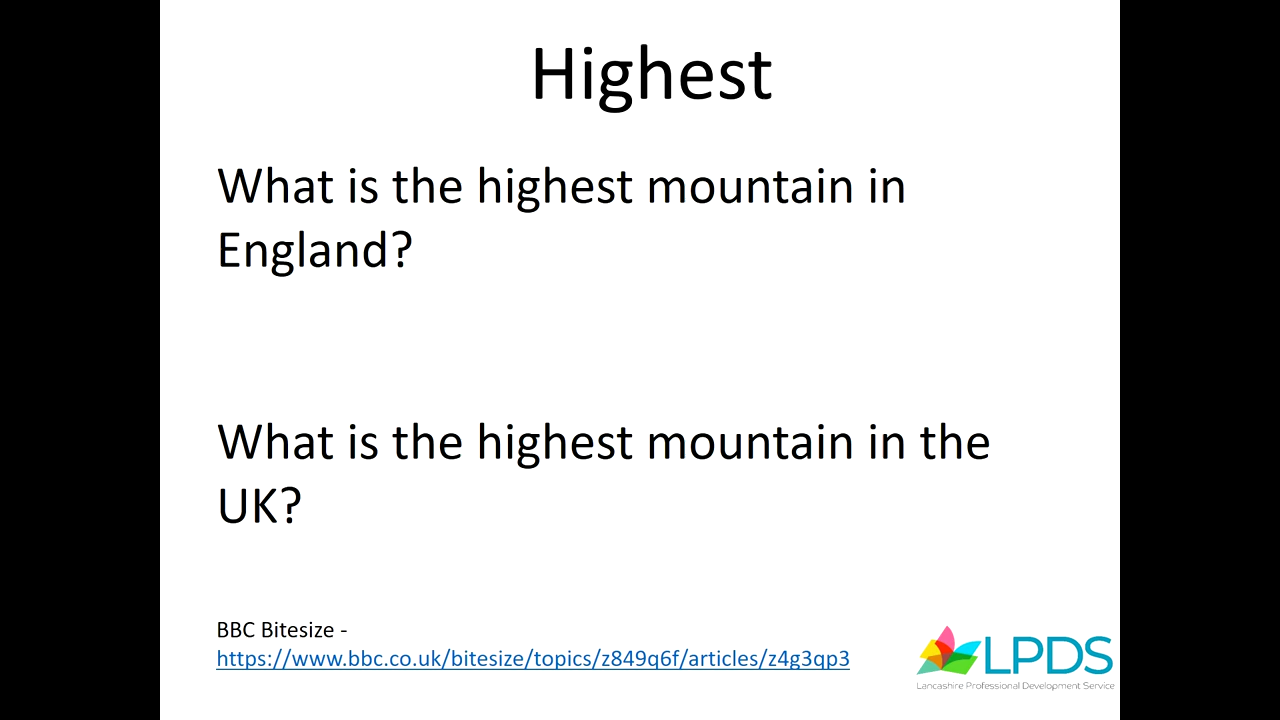 Highest
What is the highest mountain in
England?
What is the highest mountain in the
UK?
BBC Bitesize -
https://www.bbc.co.uk/bitesize/topics/z849q6f/articles/z4g3qp3
LPDS
Lancashire Professional Development Service